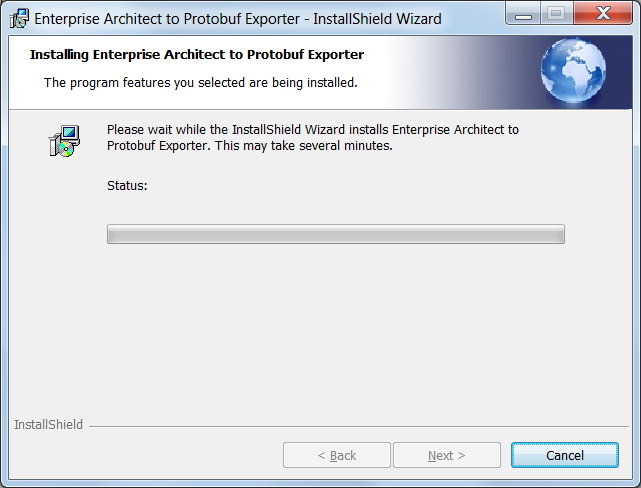 Enterprise Architect to Protobuf Exporter - InstallShield Wizard
Installing Enterprise Architect to Protobuf Exporter
The program features you selected are being installed.
Please wait while the InstallShield Wizard installs Enterprise Architect to
Protobuf Exporter. This may take several minutes.
Status:
InstallShield
< Back
Next >
Cancel